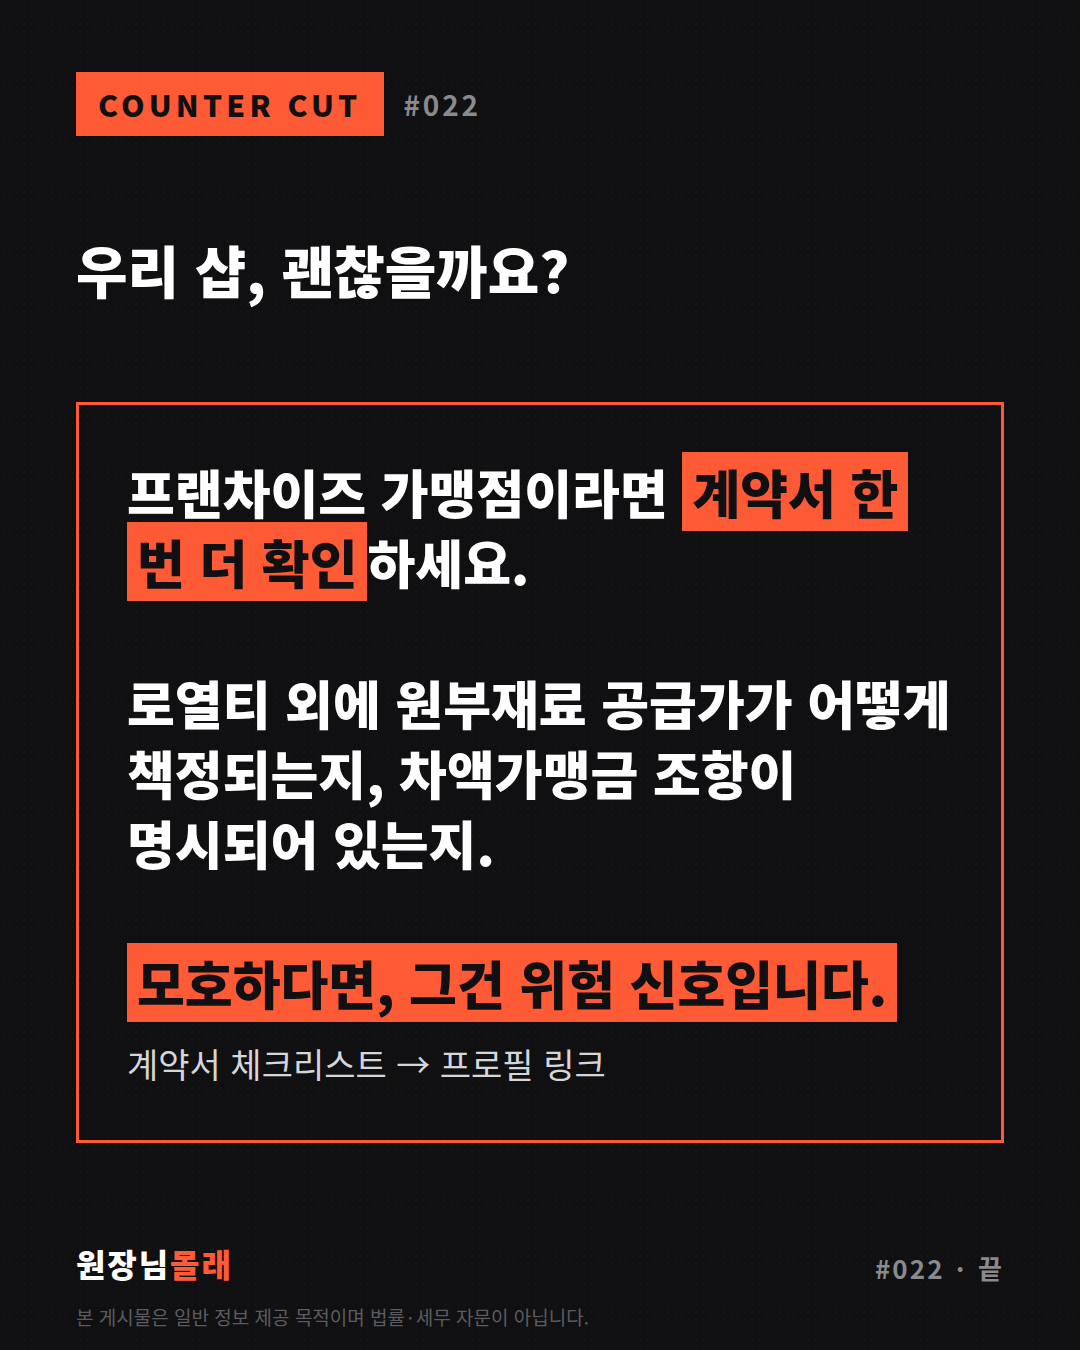 COUNTER CUT #022
우리 샵, 괜찮을까요?
프랜차이즈 가맹점이라면 계약서 한
번 더 확인하세요.
로열티 외에 원부재료 공급가가 어떻게
책정되는지, 차액가맹금 조항이
명시되어 있는지.
모호하다면, 그건 위험 신호입니다.
계약서 체크리스트 → 프로필 링크
원장님몰래
#022 · 끝
본 게시물은 일반 정보 제공 목적이며 법률·세무 자문이 아닙니다.